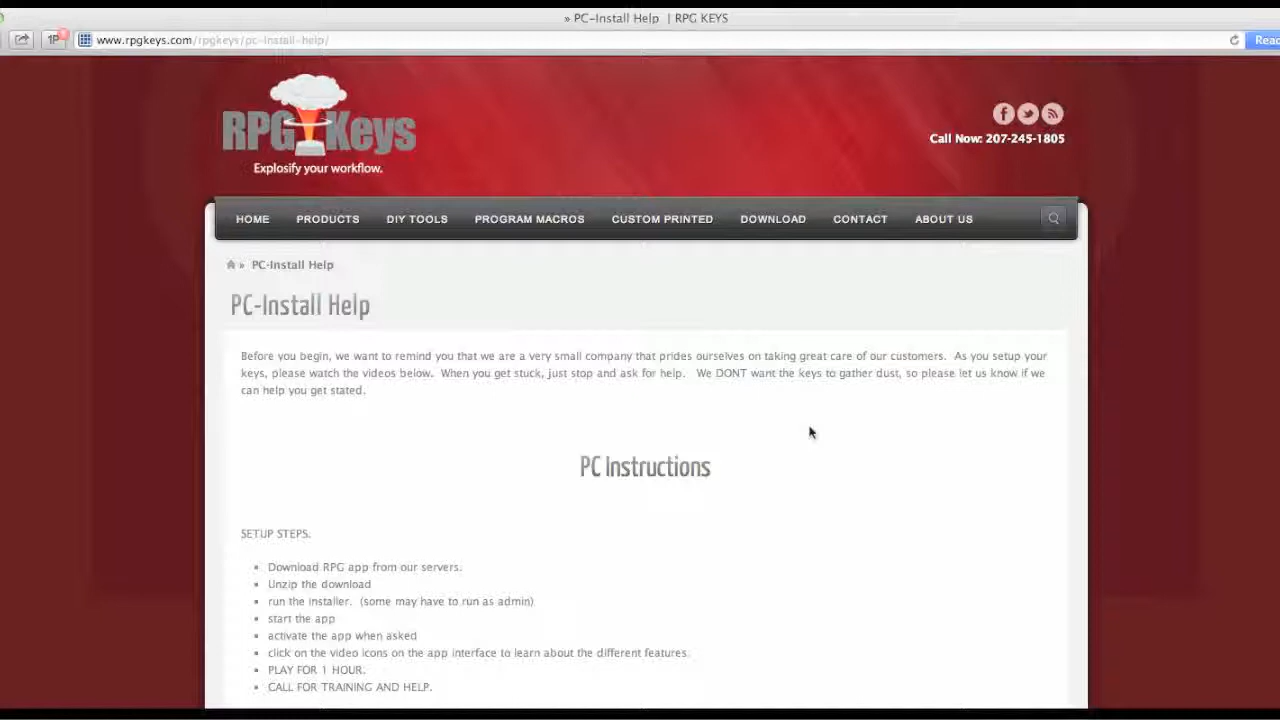 » PC-Install Help | RPG KEYS
1P
www.rpgkeys.com/rpgkeys/pc-install-help/
RPG Keys
Explosify your workflow.
Call Now: 207-245-1805
HOME PRODUCTS DIY TOOLS PROGRAM MACROS CUSTOM PRINTED DOWNLOAD CONTACT ABOUT US
» PC-Install Help
PC-Install Help
Before you begin, we want to remind you that we are a very small company that prides ourselves on taking great care of our customers. As you setup your
keys, please watch the videos below. When you get stuck, just stop and ask for help. We DONT want the keys to gather dust, so please let us know if we
can help you get stated.
PC Instructions
SETUP STEPS.
Download RPG app from our servers.
Unzip the download
run the installer. (some may have to run as admin)
start the app
activate the app when asked
click on the video icons on the app interface to learn about the different features.
PLAY FOR 1 HOUR.
CALL FOR TRAINING AND HELP.